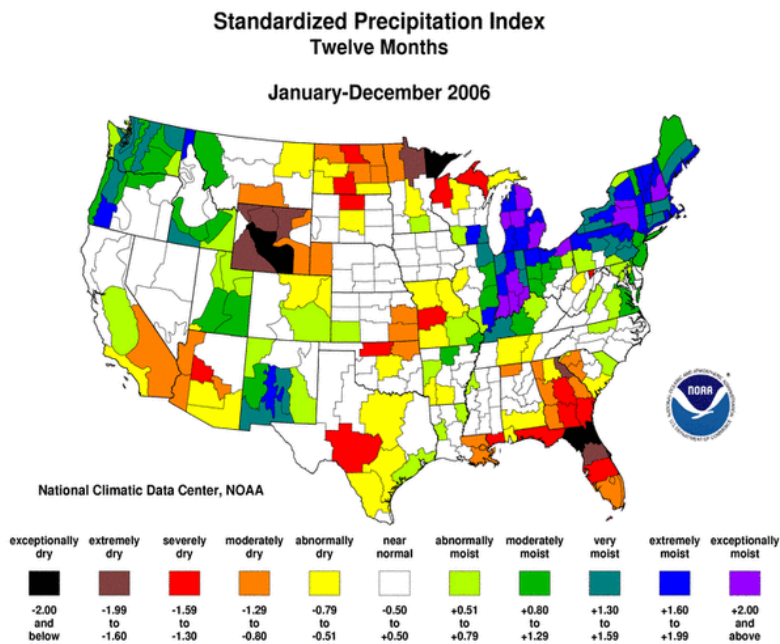 Standardized Precipitation Index
Twelve Months
January-December 2006
NOAA
National Climatic Data Center, NOAA
exceptionally dry
extremely dry
severely dry
moderately dry
abnormally dry
near normal
abnormally moist
moderately moist
very moist
extremely moist
exceptionally moist
-2.00 and below
-1.99 to -1.60
-1.59 to -1.30
-1.29 to -0.80
-0.79 to -0.51
-0.50 to +0.50
+0.51 to +0.79
+0.80 to +1.29
+1.30 to +1.59
+1.60 to +1.99
+2.00 and above